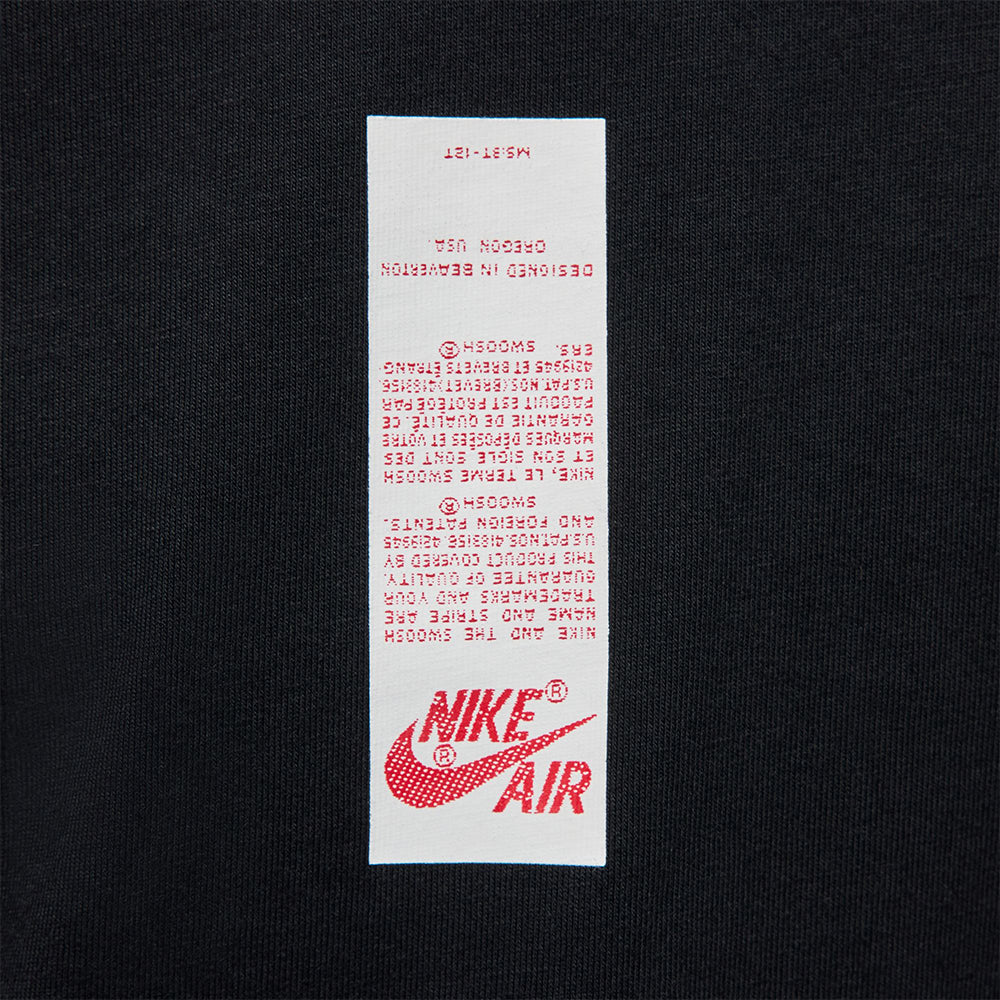 NIKE®
®
AIR
NIKE AND THE SWOOSH
NAME AND STRIPE ARE
TRADEMARKS AND YOUR
GUARANTEE OF QUALITY.
THIS PRODUCT COVERED BY
U.S.PAT.NOS.4183156.4219945
AND FOREIGN PATENTS.
SWOOSH®
NIKE, LE TERME SWOOSH
ET SON SIGLE SONT DES
MARQUES DÉPOSÉES ET VOTRE
GARANTIE DE QUALITÉ. CE
PRODUIT EST PROTÉGÉ PAR
U.S.PAT.NOS.(BREVET)4183156.
4219945 ET BREVETS ÉTRANG-
ERS. SWOOSH®
DESIGNED IN BEAVERTON
OREGON USA.
MS:3T-12T